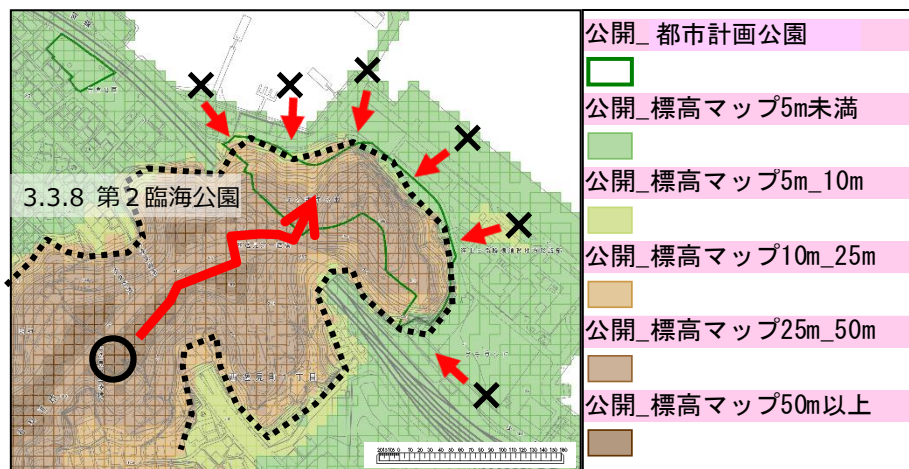 3.3.8 第２臨海公園
公開_ 都市計画公園
公開_標高マップ5m未満
公開_標高マップ5m_10m
公開_標高マップ10m_25m
公開_標高マップ25m_50m
公開_標高マップ50m以上